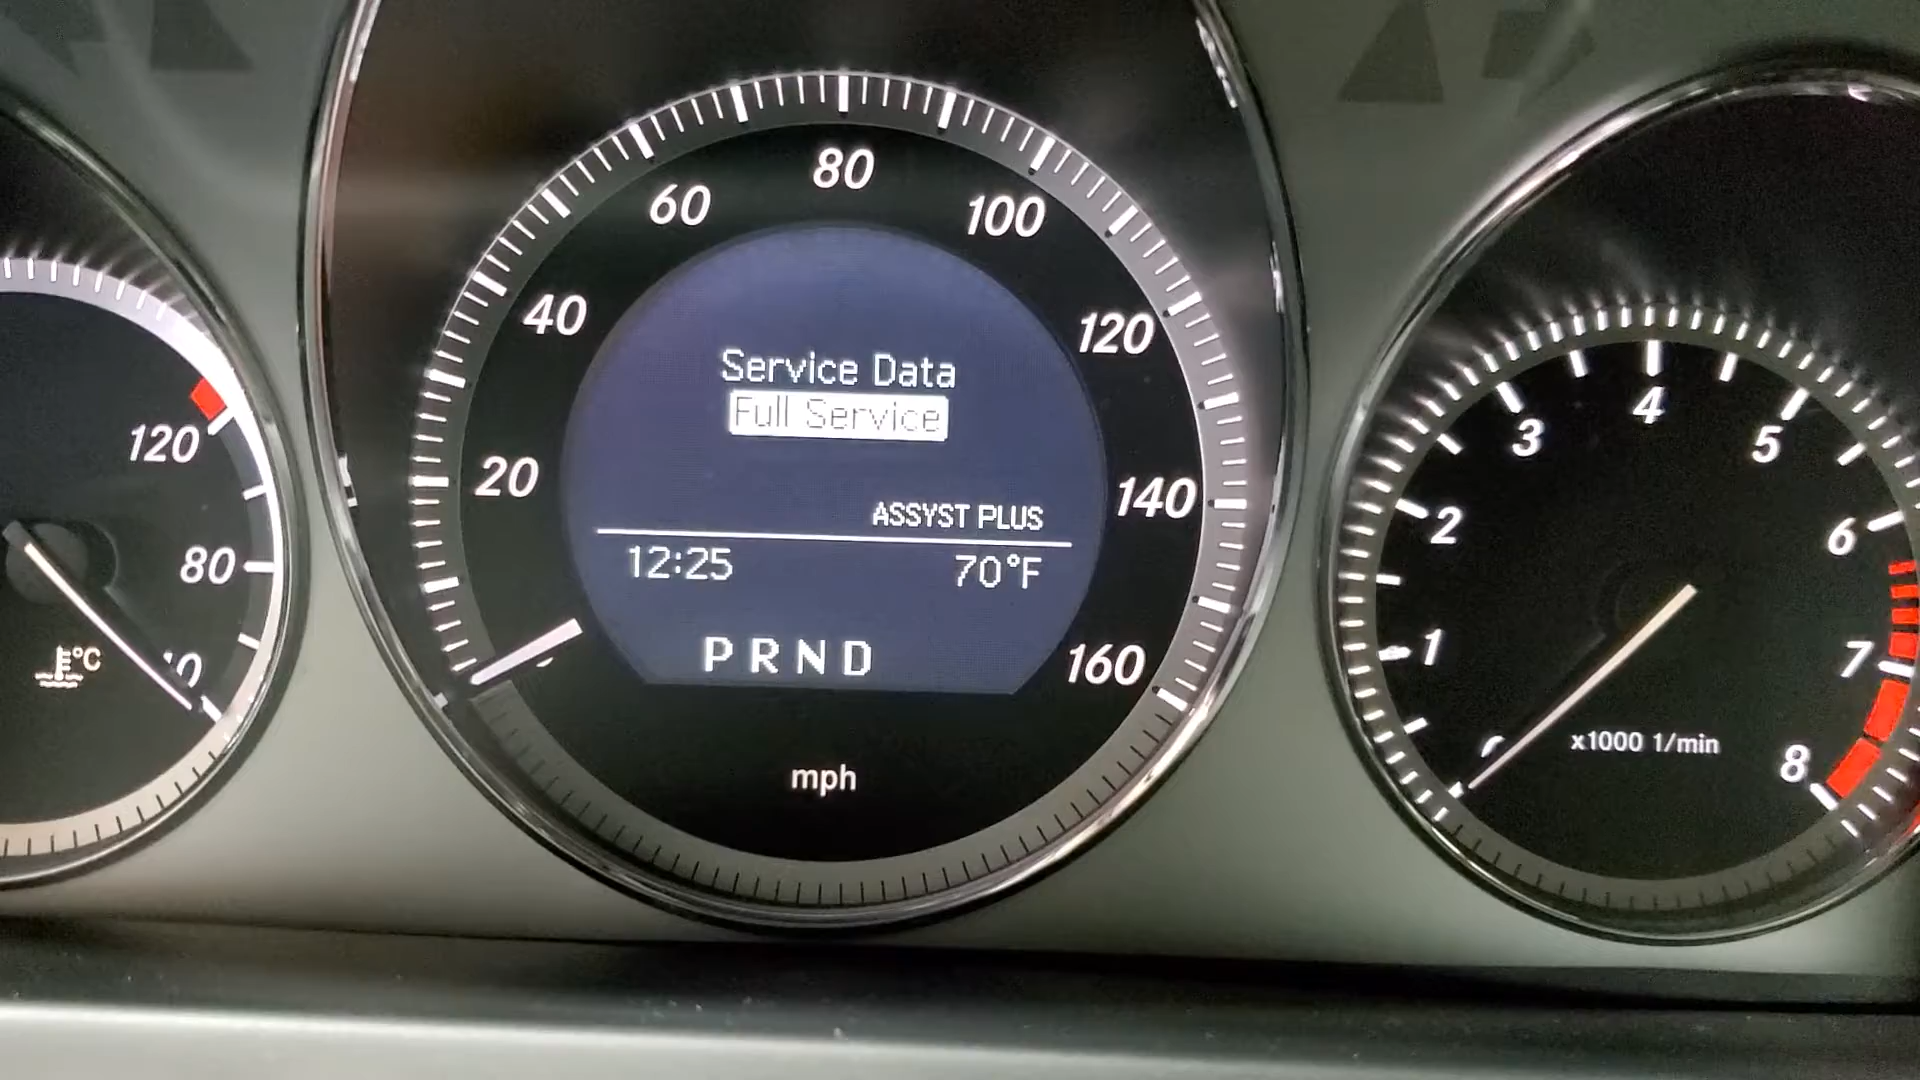 120
80
40
°C
20
40
60
80
100
120
140
160
Service Data
Full Service
ASSYST PLUS
12:25 70°F
P R N D
mph
1
2
3
4
5
6
7
8
x1000 1/min